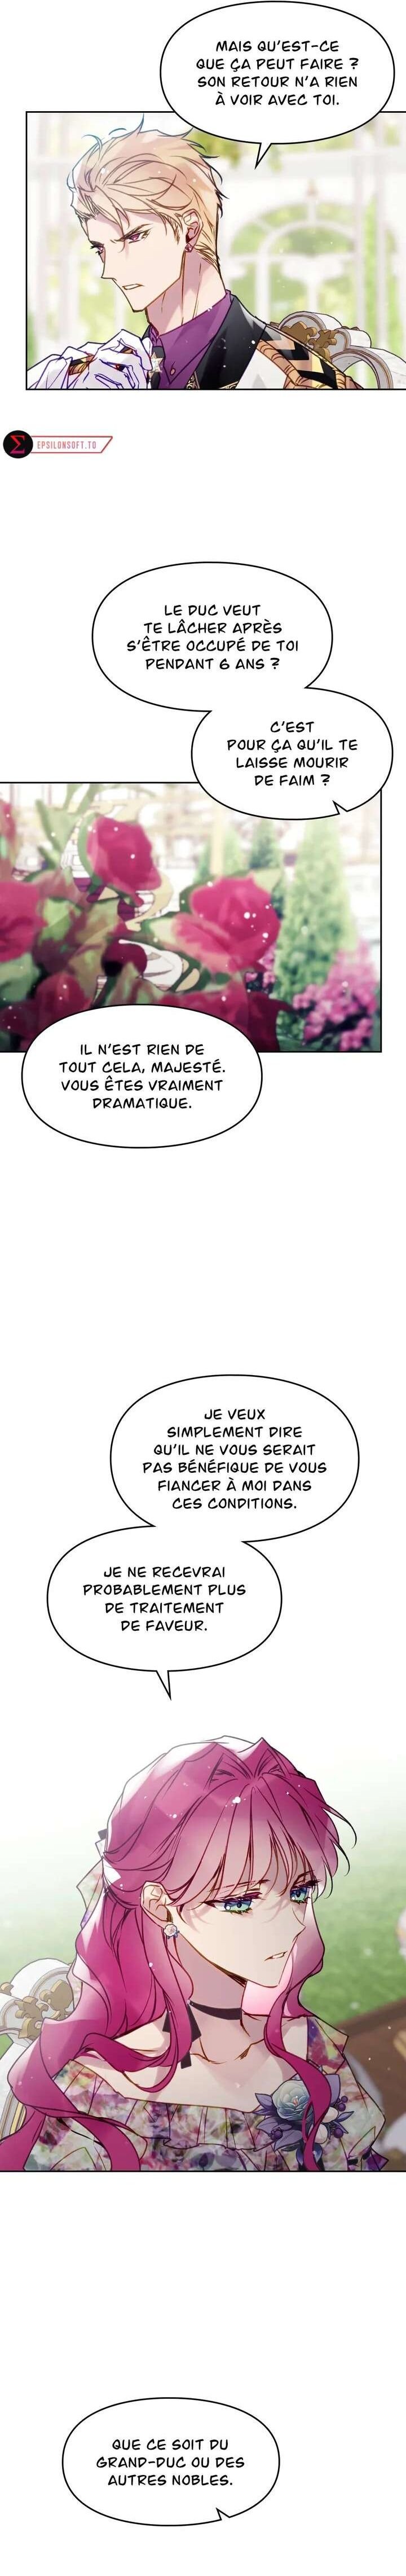 MAIS QU'EST-CE
QUE ÇA PEUT FAIRE ?
SON RETOUR N'A RIEN
À VOIR AVEC TOI.
EPSILONSOFT.TO
LE DUC VEUT
TE LÂCHER APRÈS
S'ÊTRE OCCUPÉ DE TOI
PENDANT 6 ANS ?
C'EST
POUR ÇA QU'IL TE
LAISSE MOURIR
DE FAIM ?
IL N'EST RIEN DE
TOUT CELA, MAJESTÉ.
VOUS ÊTES VRAIMENT
DRAMATIQUE.
JE VEUX
SIMPLEMENT DIRE
QU'IL NE VOUS SERAIT
PAS BÉNÉFIQUE DE VOUS
FIANCER À MOI DANS
CES CONDITIONS.
JE NE RECEVRAI
PROBABLEMENT PLUS
DE TRAITEMENT
DE FAVEUR.
QUE CE SOIT DU
GRAND-DUC OU DES
AUTRES NOBLES.